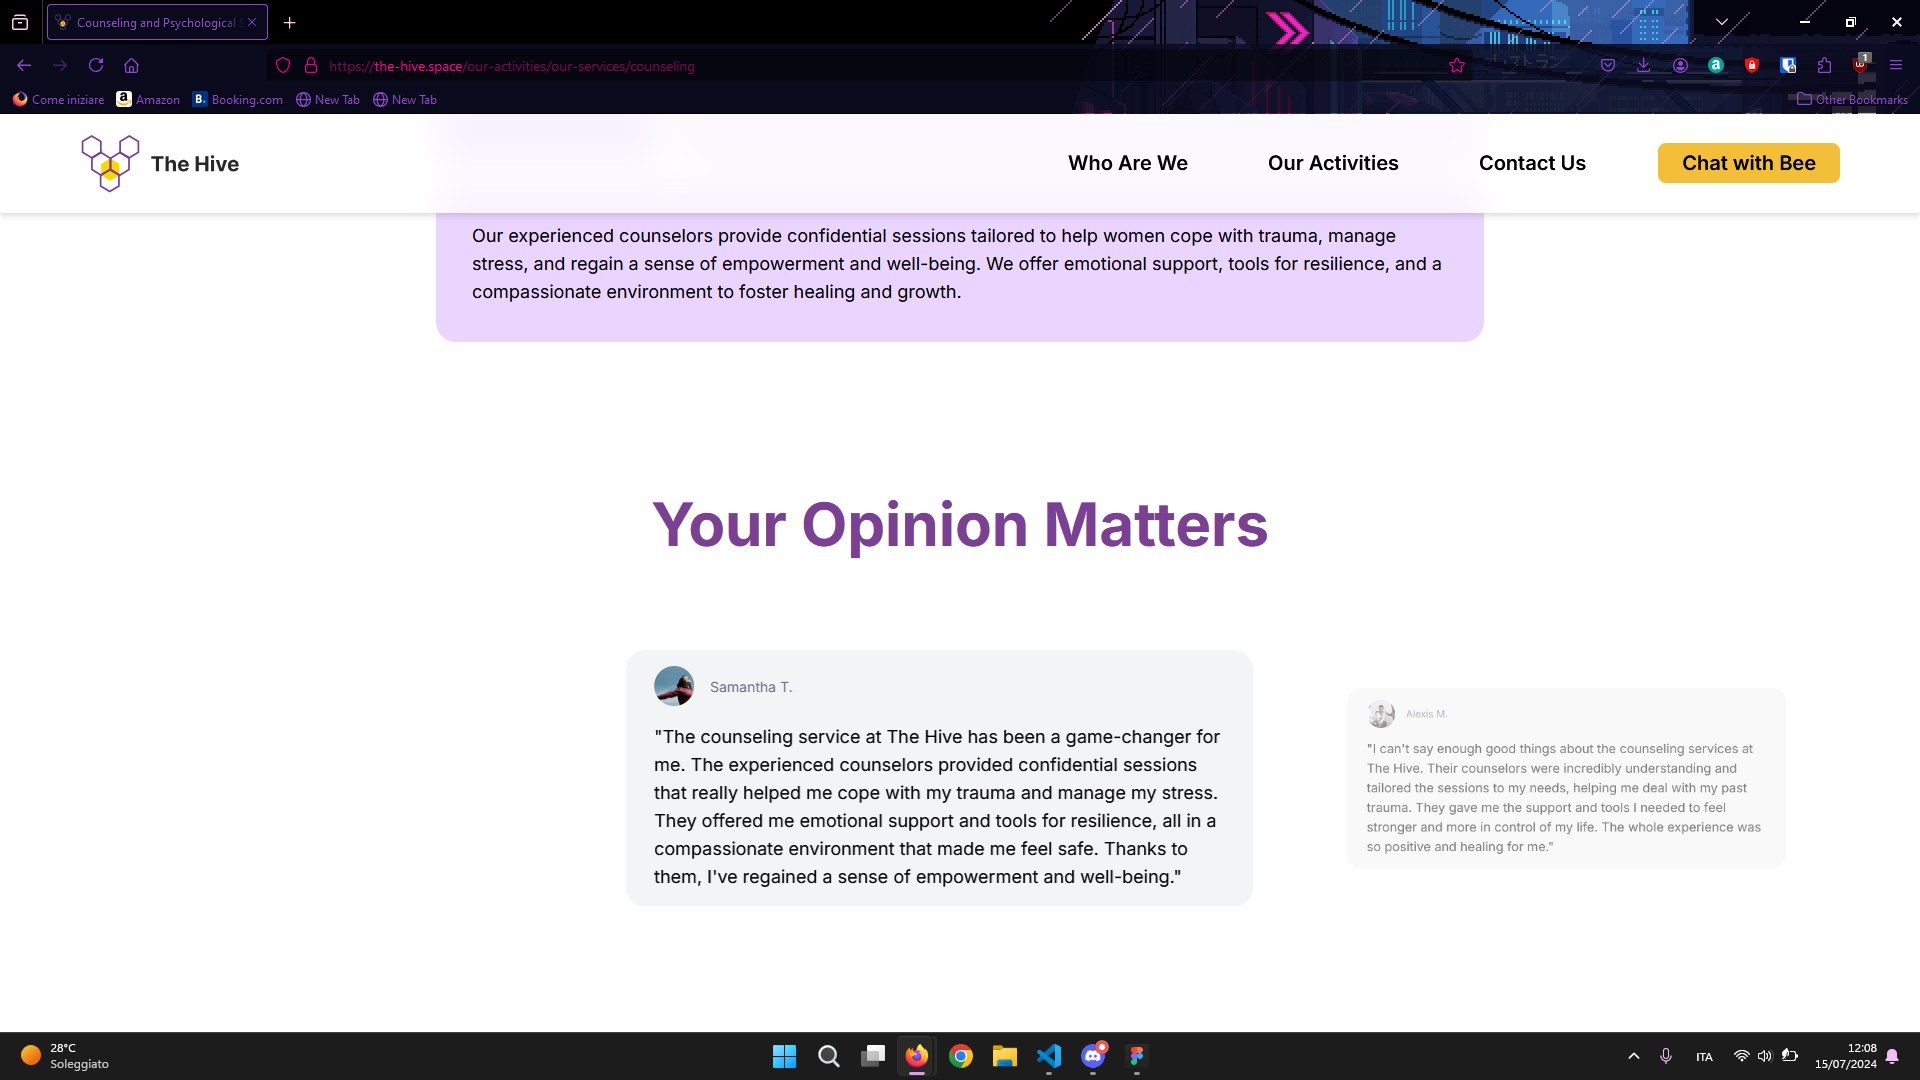 Counseling and Psychological S
https://the-hive.space/our-activities/our-services/counseling
1
Come iniziare
Amazon
Booking.com
New Tab
New Tab
Other Bookmarks
The Hive
Who Are We
Our Activities
Contact Us
Chat with Bee
Our experienced counselors provide confidential sessions tailored to help women cope with trauma, manage
stress, and regain a sense of empowerment and well-being. We offer emotional support, tools for resilience, and a
compassionate environment to foster healing and growth.
Your Opinion Matters
Samantha T.
"The counseling service at The Hive has been a game-changer for
me. The experienced counselors provided confidential sessions
that really helped me cope with my trauma and manage my stress.
They offered me emotional support and tools for resilience, all in a
compassionate environment that made me feel safe. Thanks to
them, I've regained a sense of empowerment and well-being."
Alexis M.
"I can't say enough good things about the counseling services at
The Hive. Their counselors were incredibly understanding and
tailored the sessions to my needs, helping me deal with my past
trauma. They gave me the support and tools I needed to feel
stronger and more in control of my life. The whole experience was
so positive and healing for me."
28°C
Soleggiato
ITA
12:08
15/07/2024